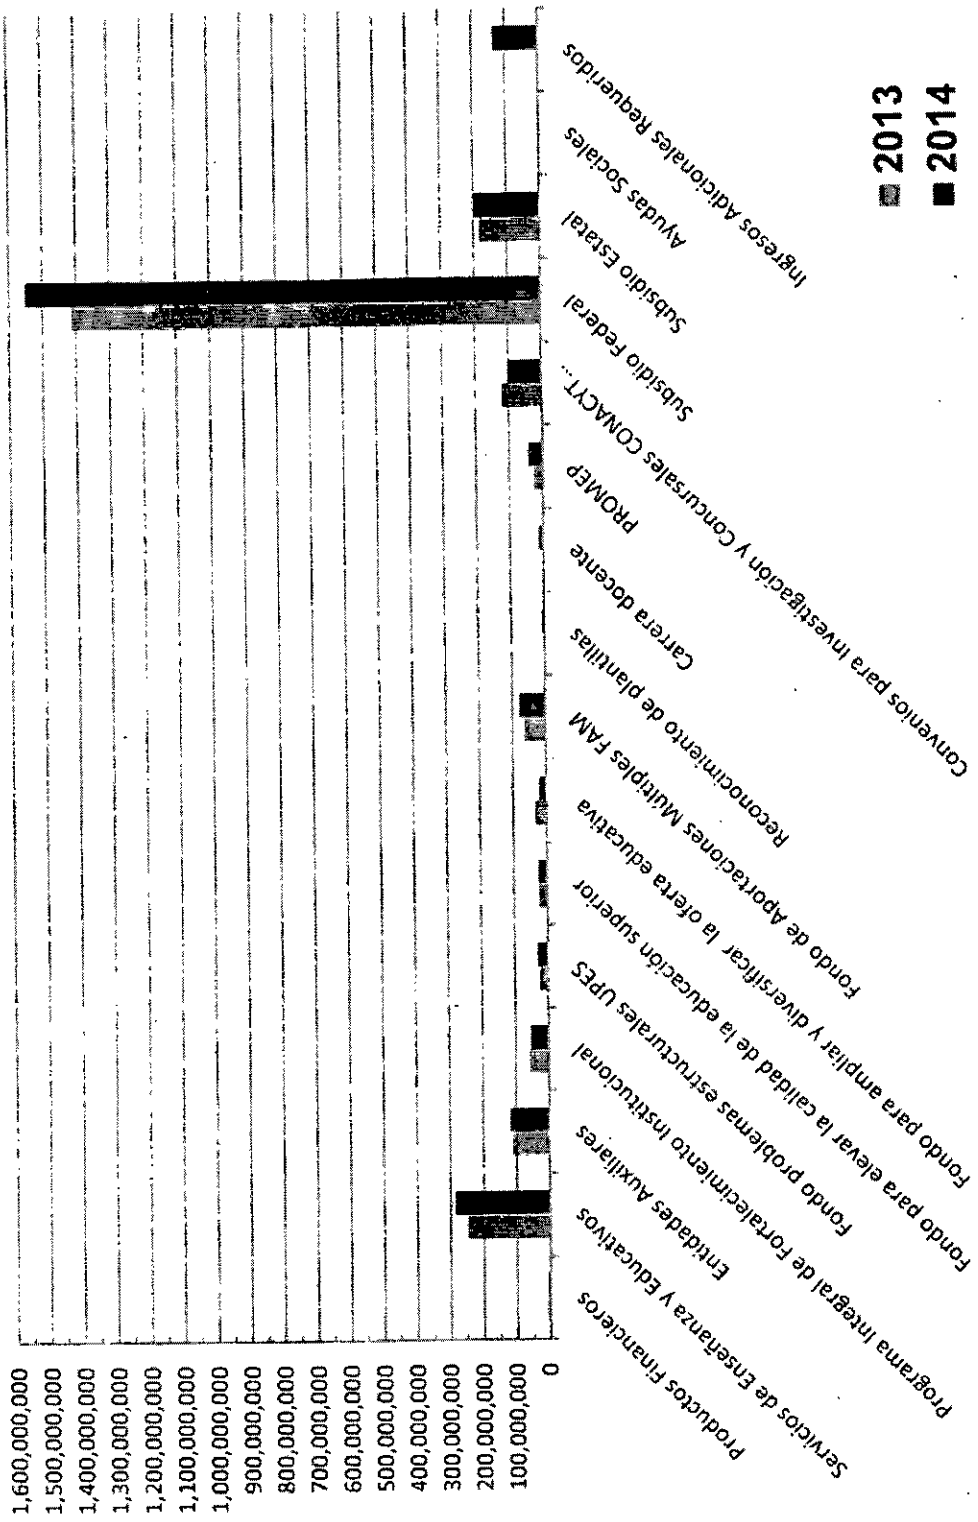 1,600,000,000
1,500,000,000
1,400,000,000
1,300,000,000
1,200,000,000
1,100,000,000
1,000,000,000
900,000,000
800,000,000
700,000,000
600,000,000
500,000,000
400,000,000
300,000,000
200,000,000
100,000,000
0
Productos Financieros
Servicios de Enseñanza y Educativos
Entidades Auxiliares
Programa Integral de Fortalecimiento Institucional
Fondo problemas estructurales UPES
Fondo para elevar la calidad de la educación superior
Fondo para ampliar y diversificar la oferta educativa
Fondo de Aportaciones Múltiples FAM
Reconocimiento de plantillas
Carrera docente
PROMEP
Convenios para Investigación y Concursales CONACYT...
Subsidio Federal
Subsidio Estatal
Ayudas Sociales
Ingresos Adicionales Requeridos
2013
2014